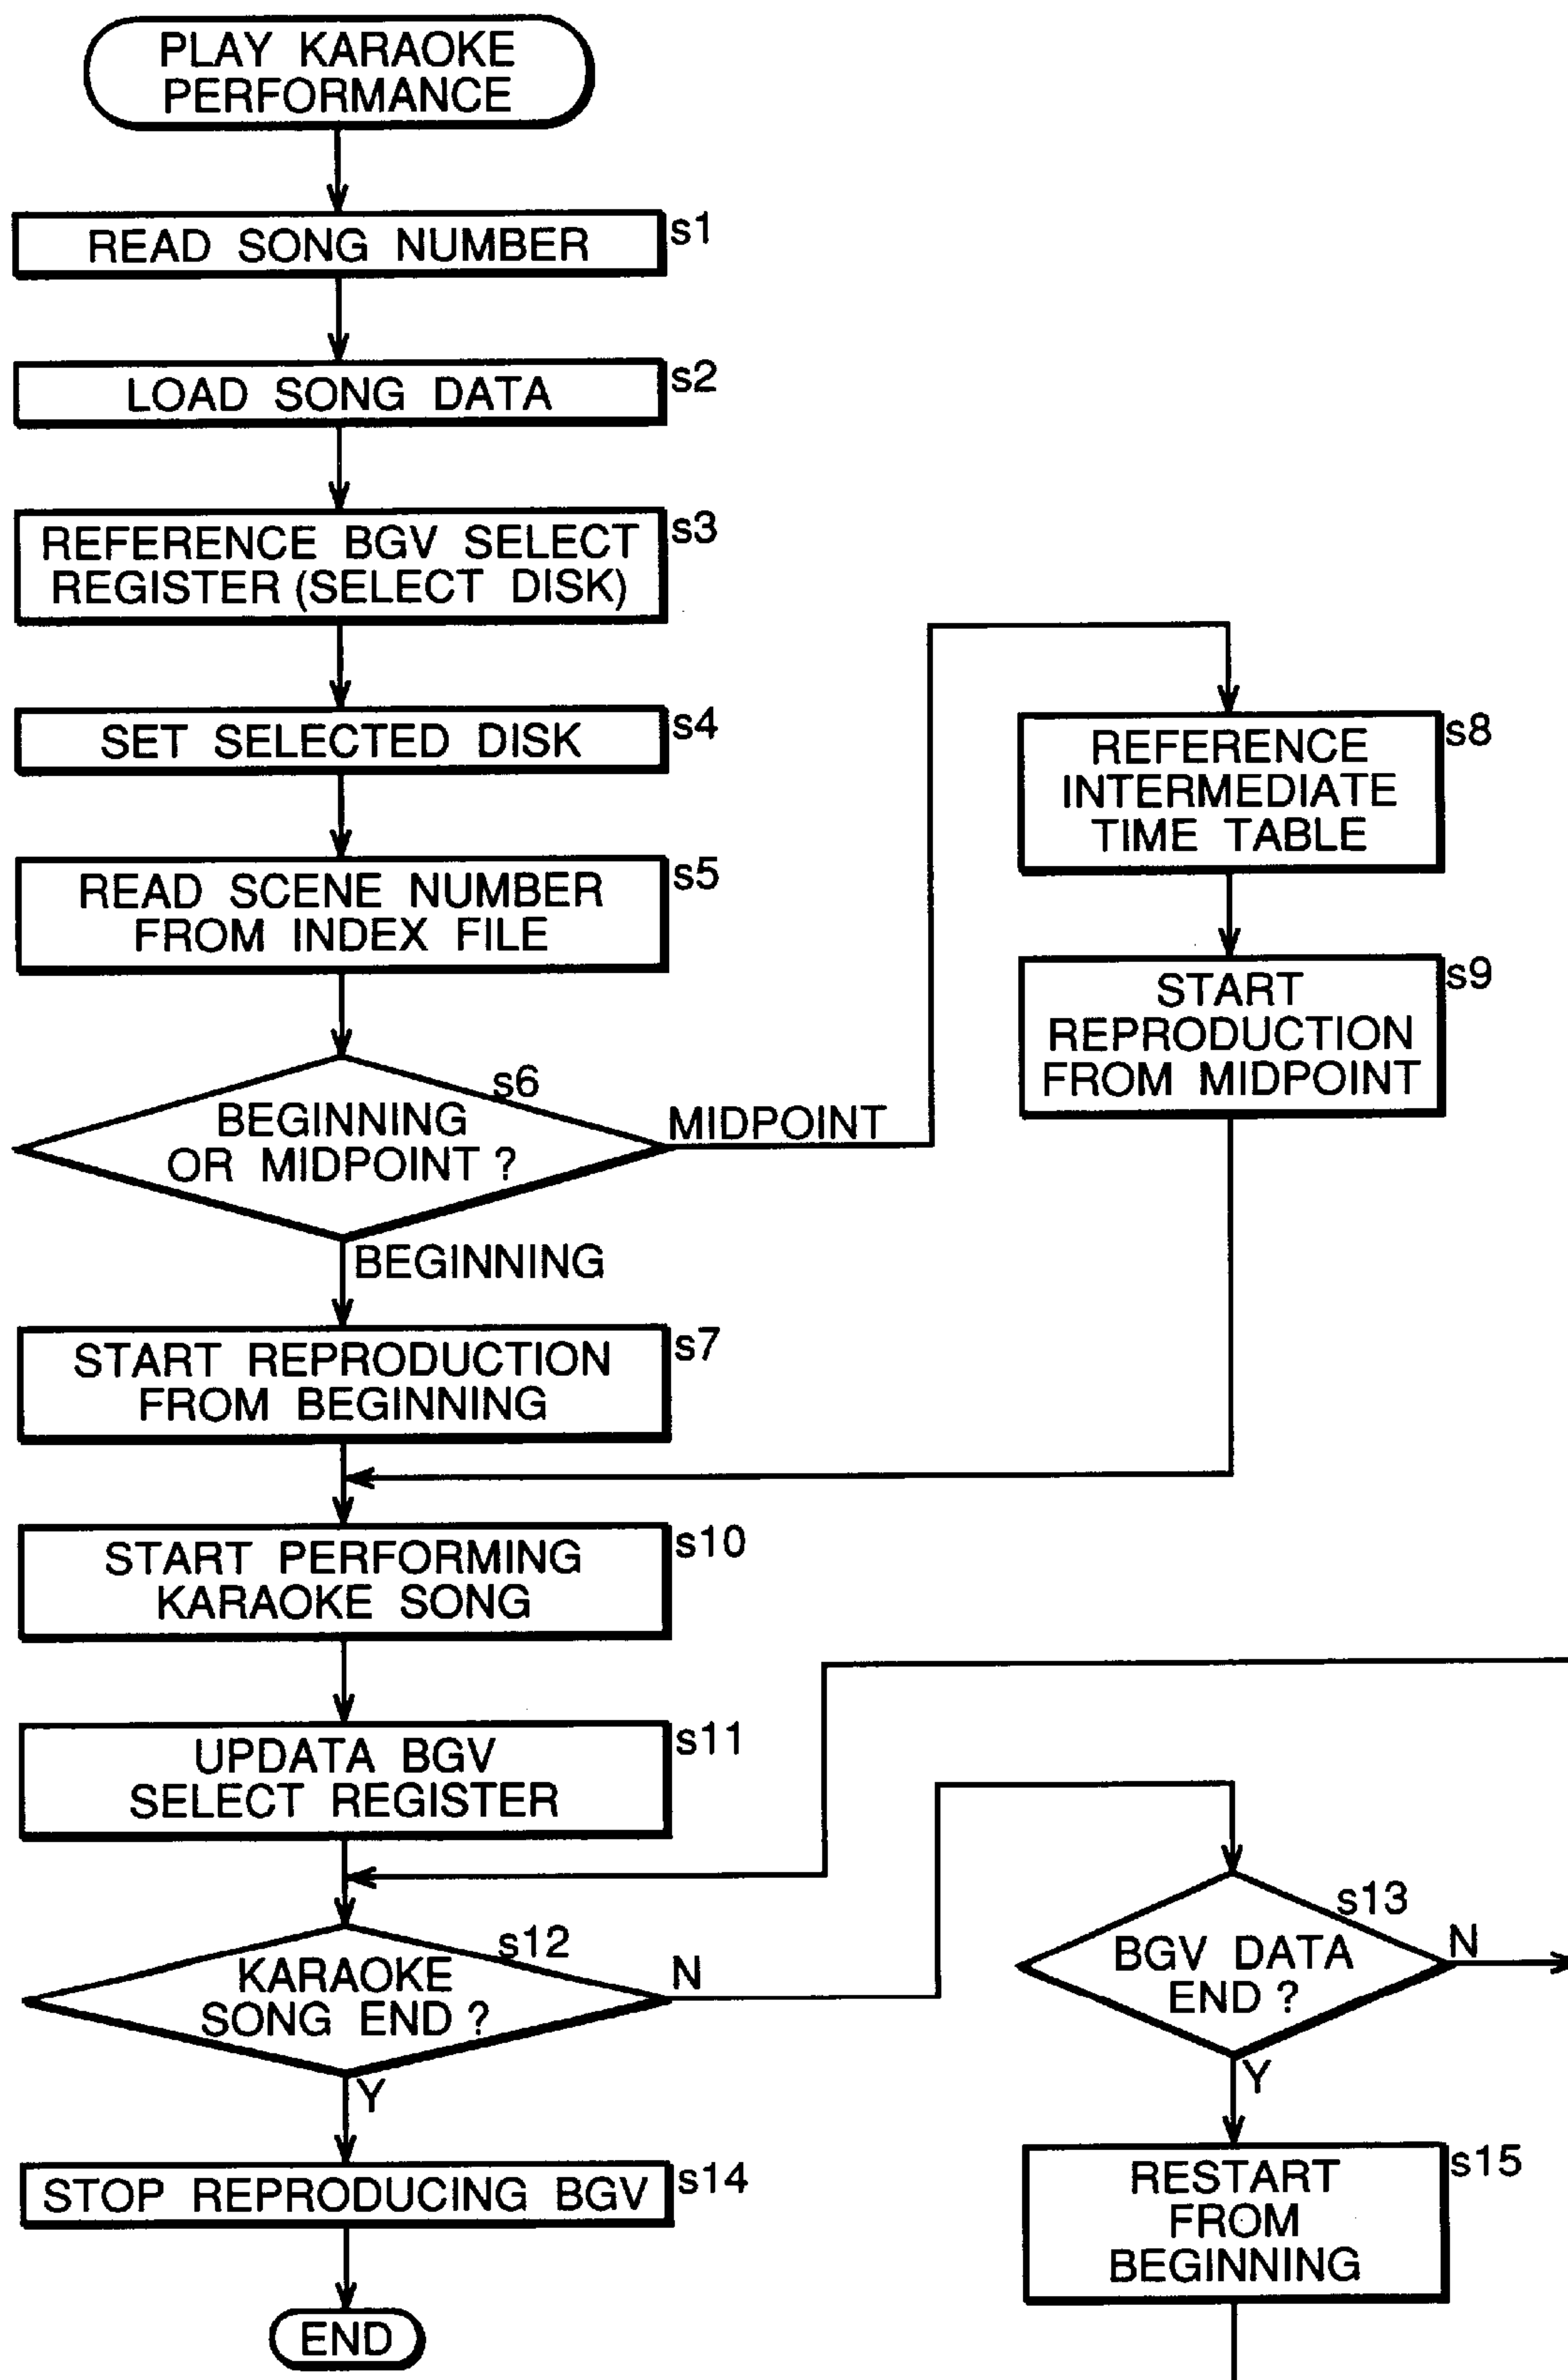 PLAY KARAOKE
PERFORMANCE
READ SONG NUMBER
s1
LOAD SONG DATA
s2
REFERENCE BGV SELECT
REGISTER (SELECT DISK)
s3
SET SELECTED DISK
s4
READ SCENE NUMBER
FROM INDEX FILE
s5
s6
BEGINNING
OR MIDPOINT ?
MIDPOINT
BEGINNING
START REPRODUCTION
FROM BEGINNING
s7
REFERENCE
INTERMEDIATE
TIME TABLE
s8
START
REPRODUCTION
FROM MIDPOINT
s9
START PERFORMING
KARAOKE SONG
s10
UPDATA BGV
SELECT REGISTER
s11
s12
KARAOKE
SONG END ?
N
Y
s13
BGV DATA
END ?
N
Y
STOP REPRODUCING BGV
s14
RESTART
FROM
BEGINNING
s15
END